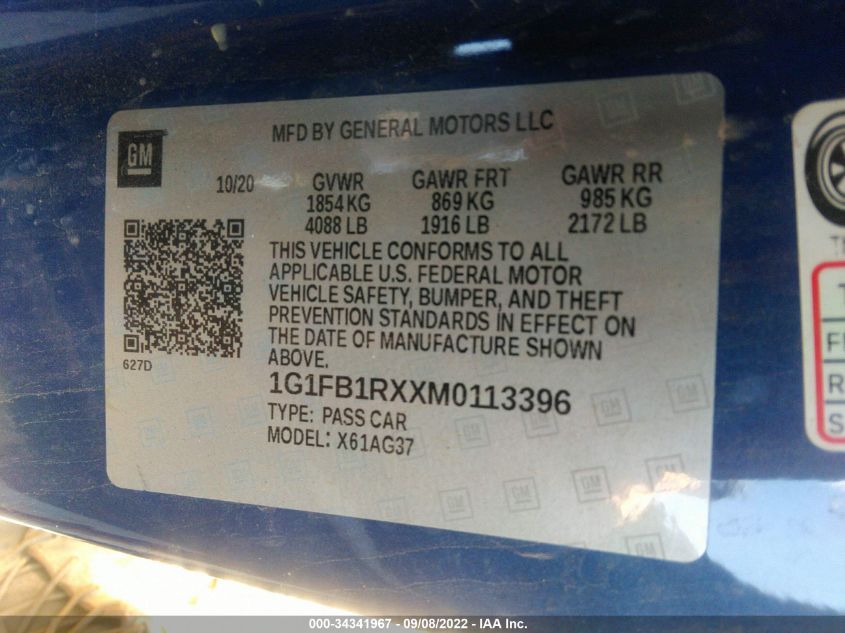 MFD BY GENERAL MOTORS LLC
GM
10/20 GVWR GAWR FRT GAWR RR
1854 KG 869 KG 985 KG
4088 LB 1916 LB 2172 LB
THIS VEHICLE CONFORMS TO ALL
APPLICABLE U.S. FEDERAL MOTOR
VEHICLE SAFETY, BUMPER, AND THEFT
PREVENTION STANDARDS IN EFFECT ON
THE DATE OF MANUFACTURE SHOWN
ABOVE.
627D
1G1FB1RXXM0113396
TYPE: PASS CAR
MODEL: X61AG37
000-34341967 - 09/08/2022 - IAA Inc.